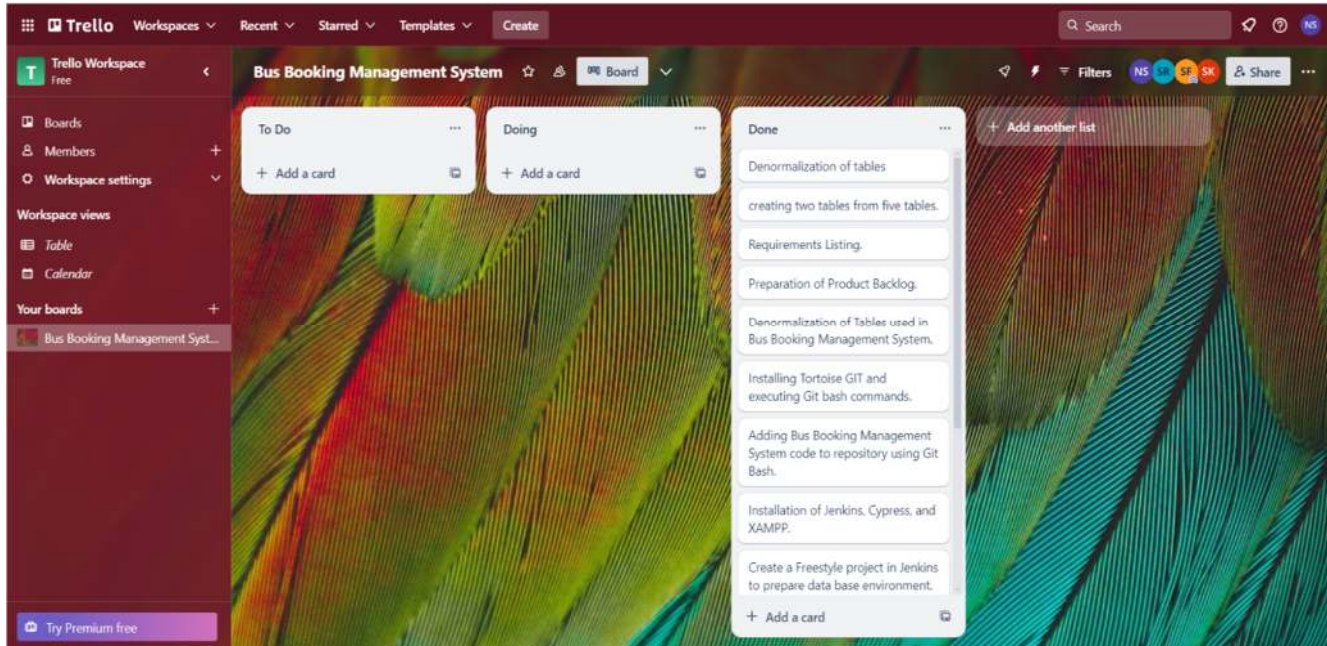 Trello Workspaces Recent Starred Templates Create Search NS
T Trello Workspace
Free
Bus Booking Management System Board Filters NS SR SF SK Share
Boards
Members
Workspace settings
Workspace views
Table
Calendar
Your boards
Bus Booking Management Syst...
Try Premium free
To Do
+ Add a card
Doing
+ Add a card
Done
Denormalization of tables
creating two tables from five tables.
Requirements Listing.
Preparation of Product Backlog.
Denormalization of Tables used in
Bus Booking Management System.
Installing Tortoise GIT and
executing Git bash commands.
Adding Bus Booking Management
System code to repository using Git
Bash.
Installation of Jenkins, Cypress, and
XAMPP.
Create a Freestyle project in Jenkins
to prepare data base environment.
+ Add a card
+ Add another list